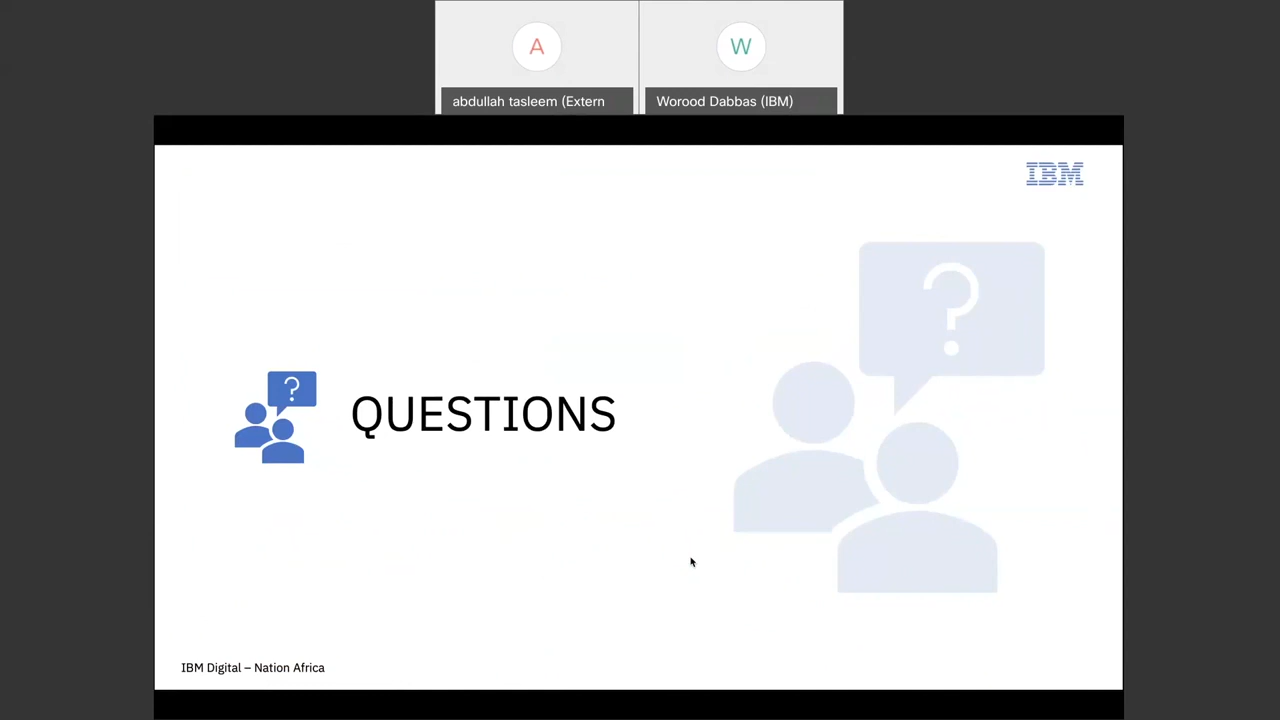 A
W
abdullah tasleem (Extern
Worood Dabbas (IBM)
IBM
?
?
QUESTIONS
IBM Digital – Nation Africa